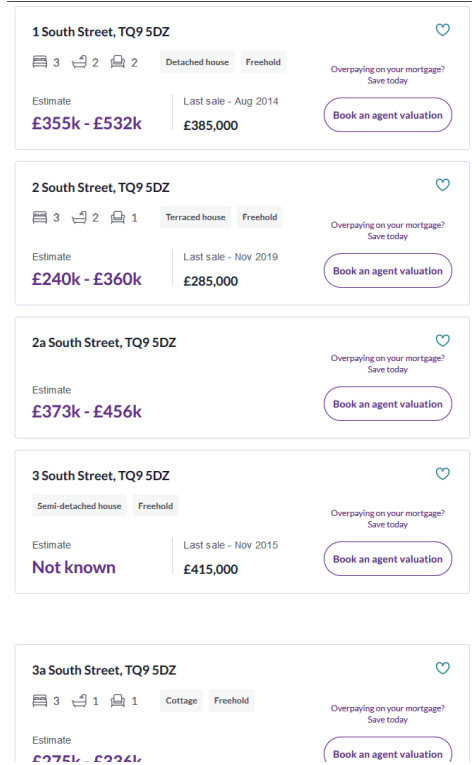 1 South Street, TQ9 5DZ
3 2 2 Detached house Freehold
Overpaying on your mortgage?
Save today
Estimate
£355k - £532k
Last sale - Aug 2014
£385,000
Book an agent valuation
2 South Street, TQ9 5DZ
3 2 1 Terraced house Freehold
Overpaying on your mortgage?
Save today
Estimate
£240k - £360k
Last sale - Nov 2019
£285,000
Book an agent valuation
2a South Street, TQ9 5DZ
Overpaying on your mortgage?
Save today
Estimate
£373k - £456k
Book an agent valuation
3 South Street, TQ9 5DZ
Semi-detached house Freehold
Overpaying on your mortgage?
Save today
Estimate
Not known
Last sale - Nov 2015
£415,000
Book an agent valuation
3a South Street, TQ9 5DZ
3 1 1 Cottage Freehold
Overpaying on your mortgage?
Save today
Estimate
£275k - £336k
Book an agent valuation